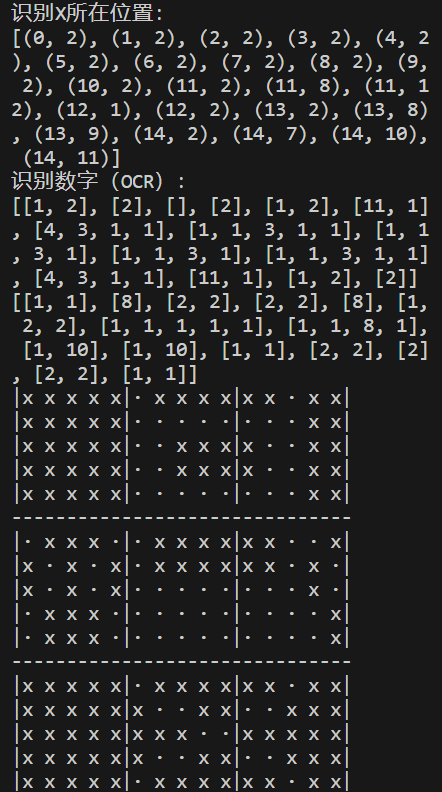 识别X所在位置:
[(0, 2), (1, 2), (2, 2), (3, 2), (4, 2
), (5, 2), (6, 2), (7, 2), (8, 2), (9,
 2), (10, 2), (11, 2), (11, 8), (11, 1
2), (12, 1), (12, 2), (13, 2), (13, 8)
, (13, 9), (14, 2), (14, 7), (14, 10),
 (14, 11)]
识别数字 (OCR) :
[[1, 2], [2], [], [2], [1, 2], [11, 1]
, [4, 3, 1, 1], [1, 1, 3, 1, 1], [1, 1
, 3, 1], [1, 1, 3, 1], [1, 1, 3, 1, 1]
, [4, 3, 1, 1], [11, 1], [1, 2], [2]]
[[1, 1], [8], [2, 2], [2, 2], [8], [1,
 2, 2], [1, 1, 1, 1, 1], [1, 1, 8, 1],
 [1, 10], [1, 10], [1, 1], [2, 2], [2]
, [2, 2], [1, 1]]
|x x x x x|· x x x x|x x · x x|
|x x x x x|· · · · ·|· · · x x|
|x x x x x|· · x x x|x · · x x|
|x x x x x|· · x x x|x · · x x|
|x x x x x|· · · · ·|· · · x x|
-------------------------------
|· x x x ·|· x x x x|x x · · x|
|x · x · x|· x x x x|x x · x ·|
|x · x · x|· · · · ·|· · · x ·|
|· x x x ·|· · · · ·|· · · · x|
|· x x x ·|· · · · ·|· · · · x|
-------------------------------
|x x x x x|· x x x x|x x · x x|
|x x x x x|x · · x x|· · x x x|
|x x x x x|x x x · ·|x x x x x|
|x x x x x|x · · x x|· · x x x|
|x x x x x|· x x x x|x x · x x|